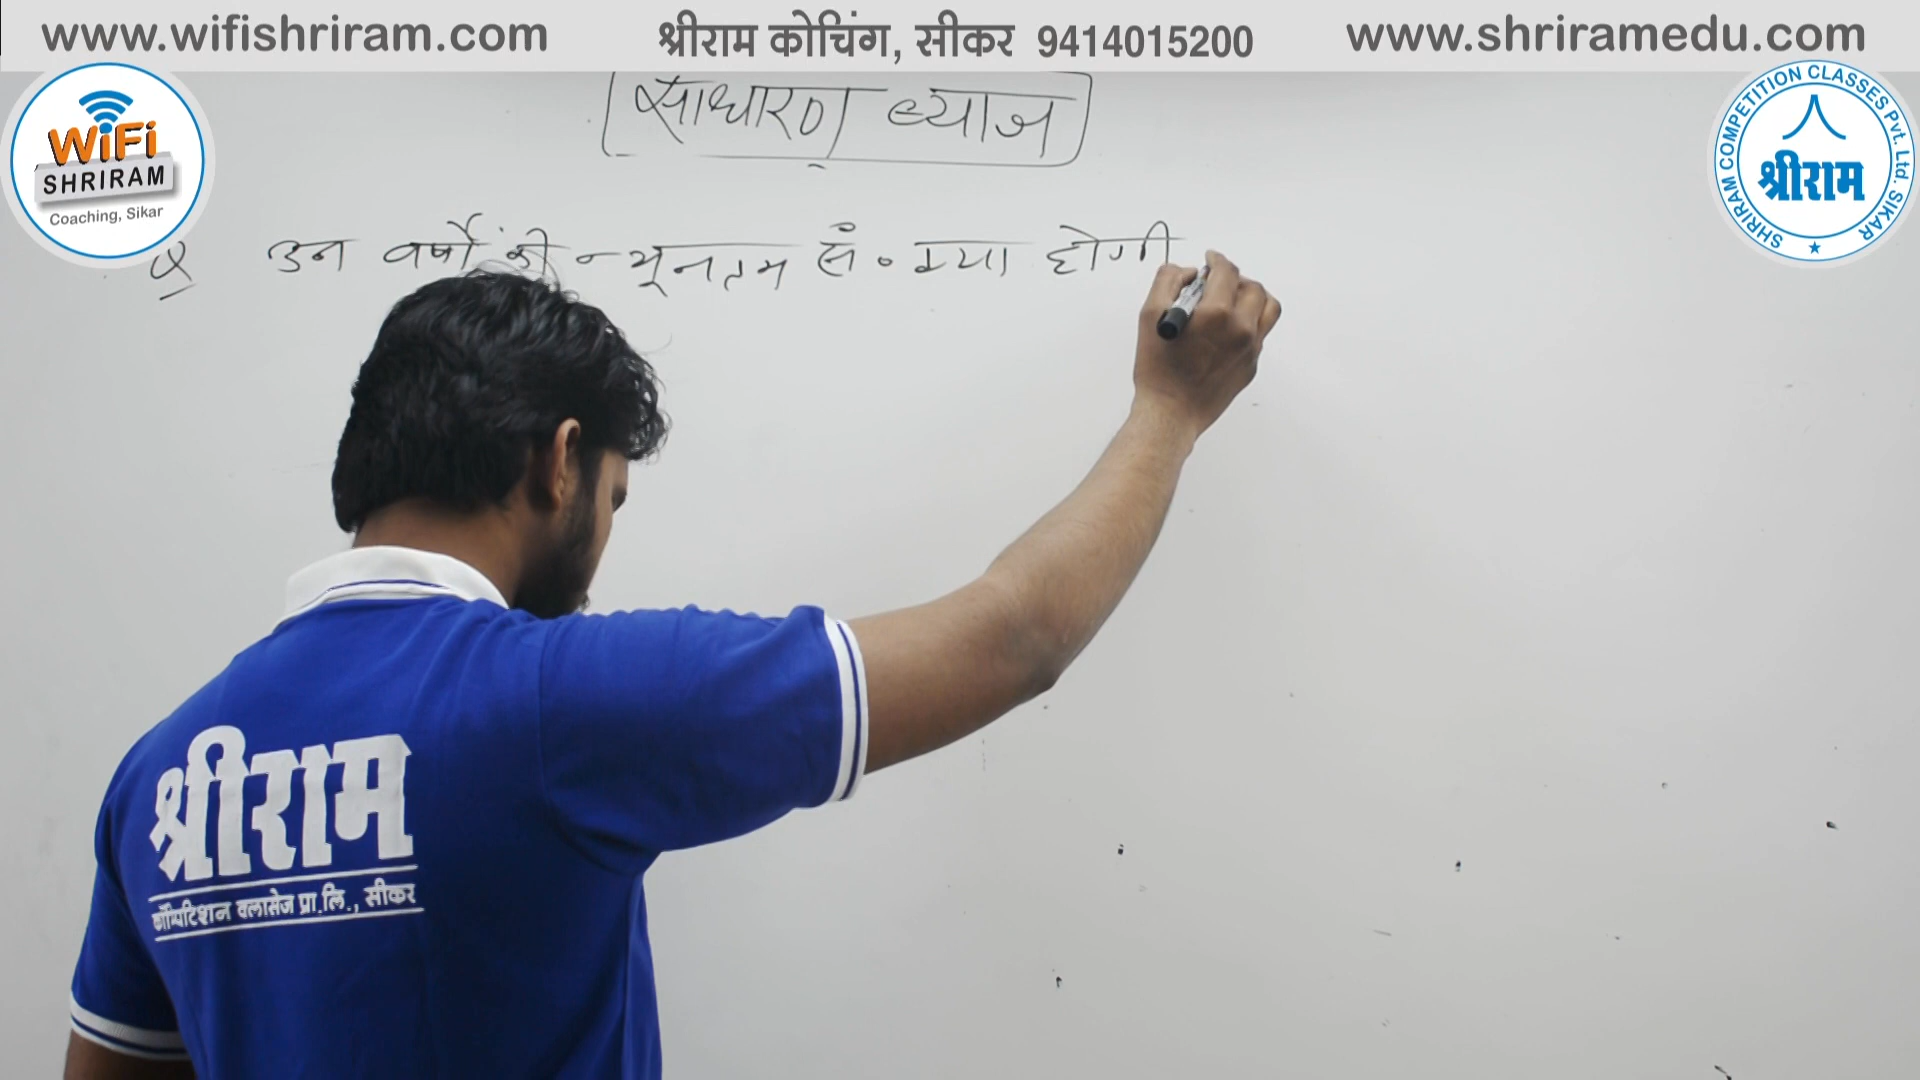 www.wifishriram.com श्रीराम कोचिंग, सीकर 9414015200 www.shriramedu.com
साधारण ब्याज
WiFi
SHRIRAM
Coaching, Sikar
SHRIRAM COMPETITION CLASSES Pvt. Ltd. SIKAR
श्रीराम
Q उन वर्षों की न्यूनतम सं. क्या होगी
श्रीराम
कॉम्पिटिशन क्लासेज प्रा.लि., सीकर